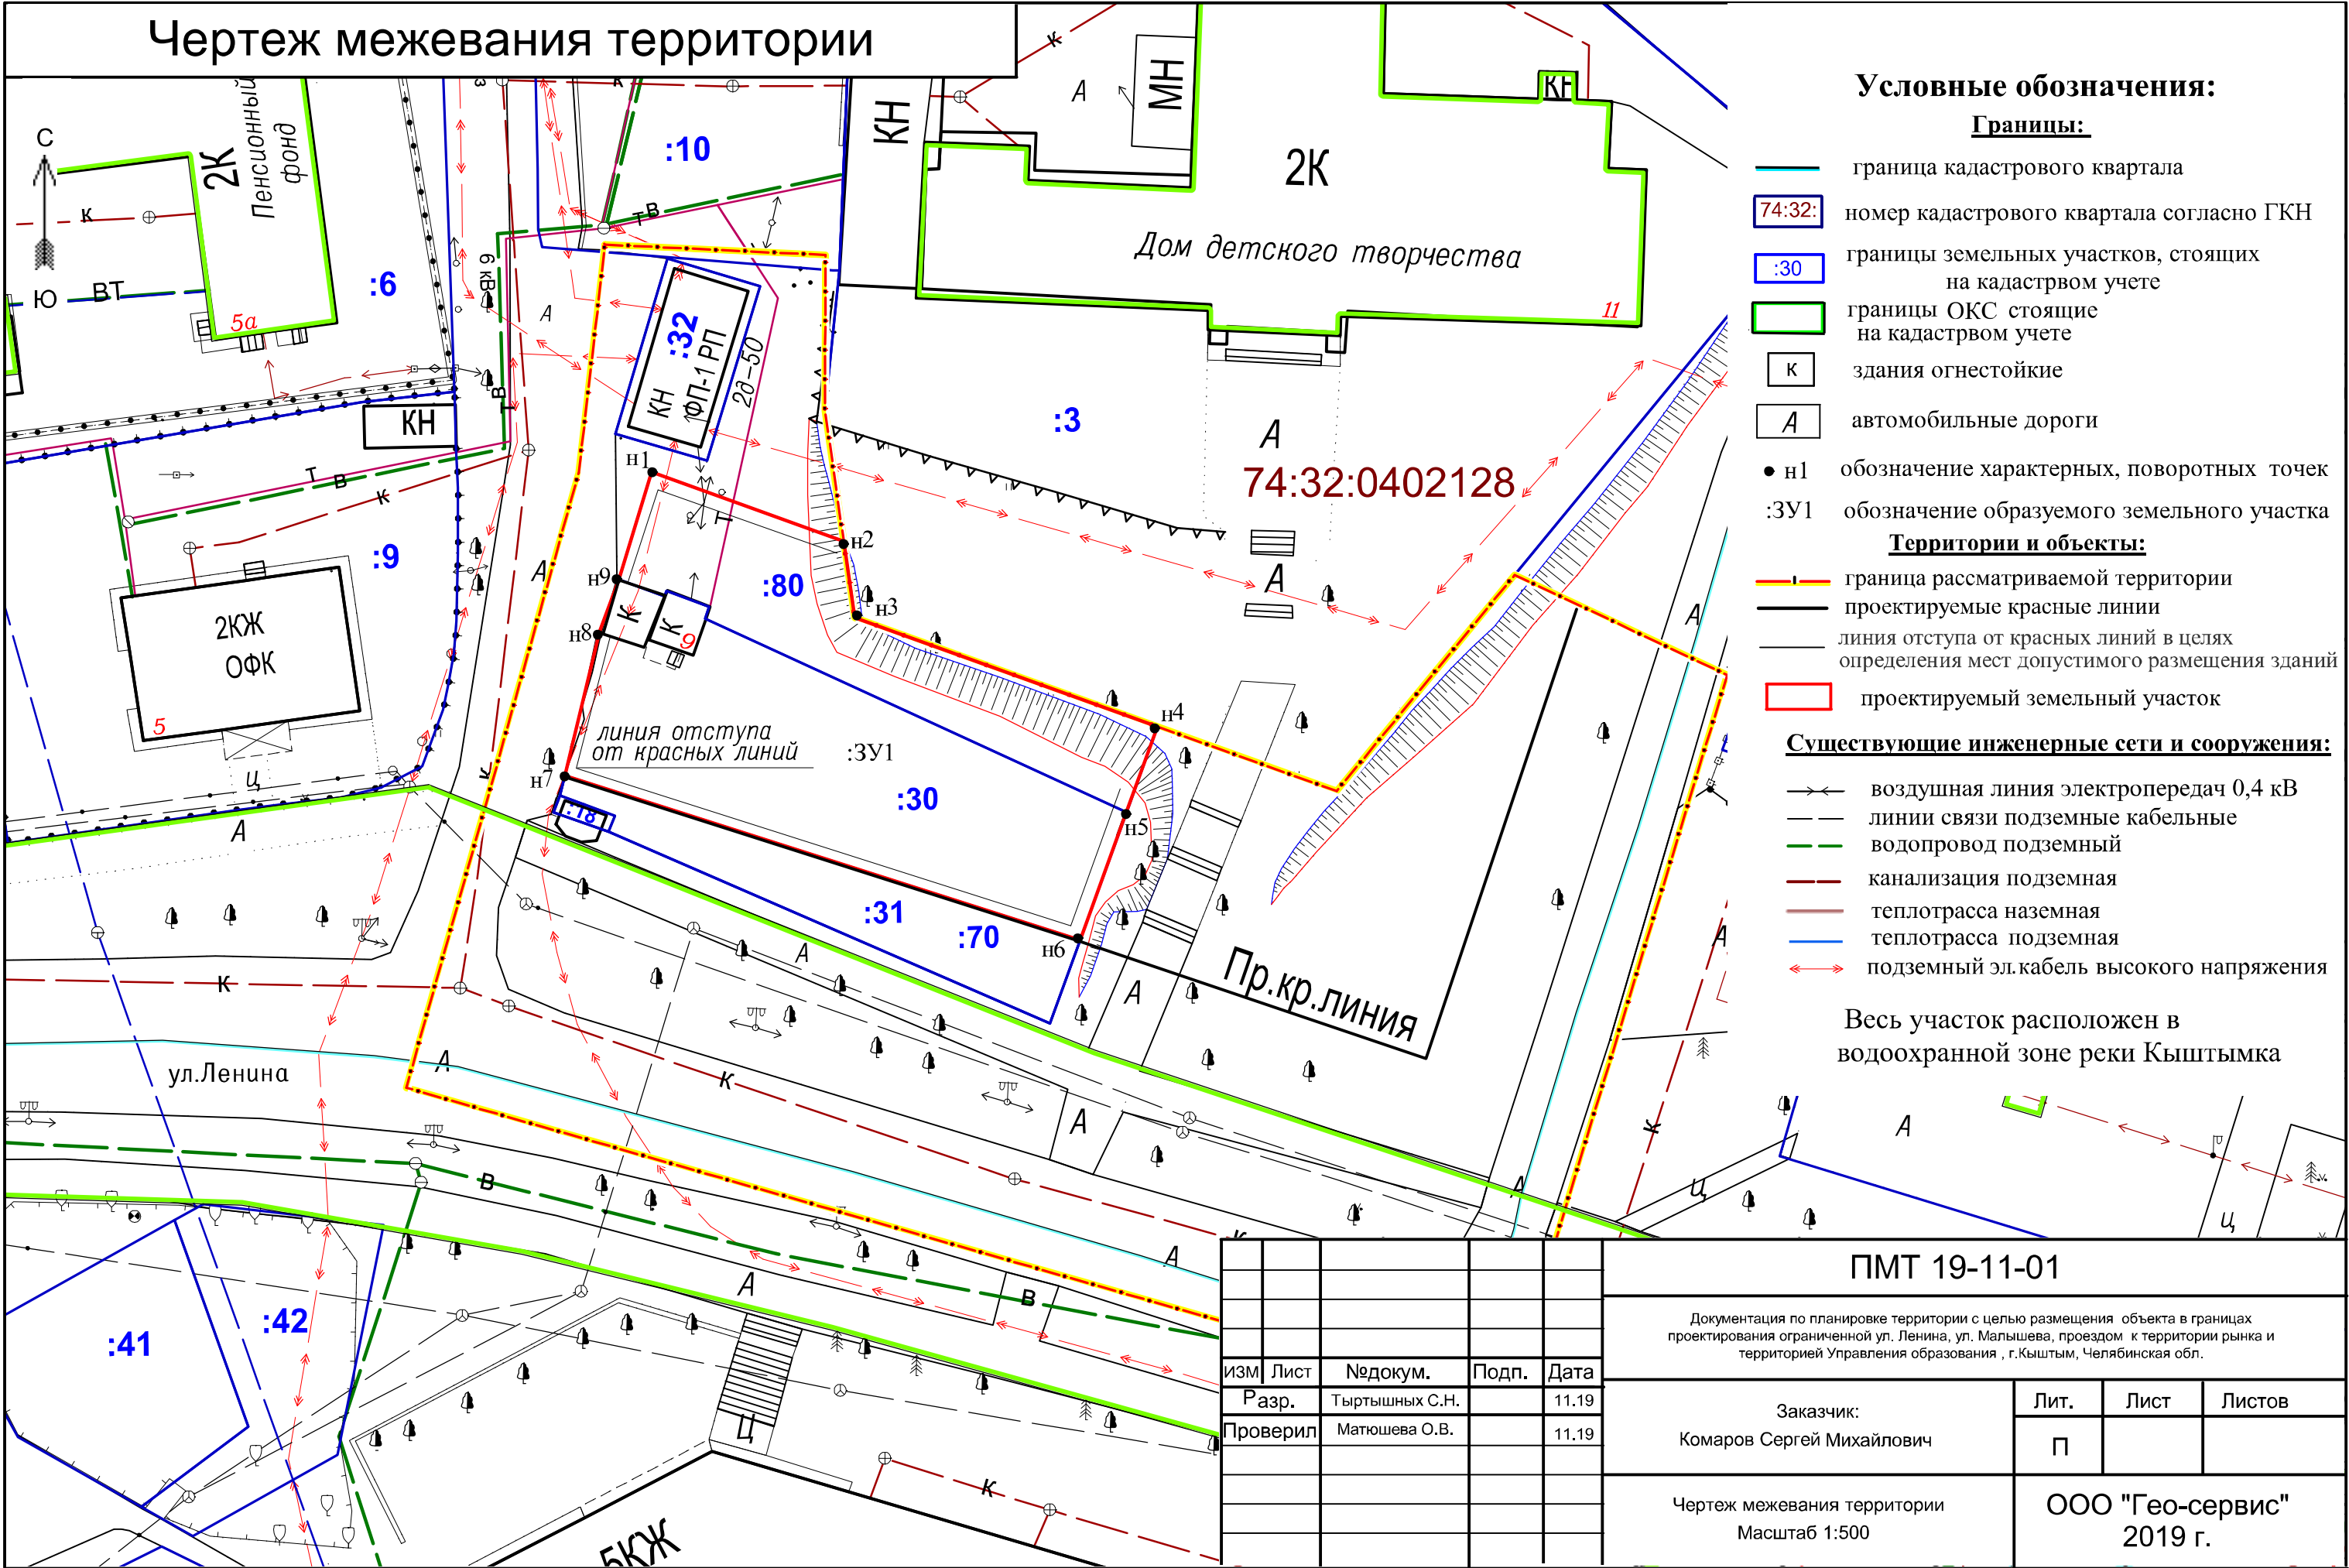 Чертеж межевания территории
С
Ю
2К
Пенсионный
фонд
к
ВТ
5а
:6
з
к
:10
тв
6 кВ
А
КН
А
к
МН
2К
КН
Дом детского творчества
11
:32
КН
ФП-1 РП
2д-50
КН
тв
т
в
к
:9
2КЖ
ОФК
5
ц
А
н1
Т
н2
:80
н3
н9
К
К
н8
9
А
:3
А
74:32:0402128
А
А
н4
линия отступа
от красных линий
:ЗУ1
н7
к
:30
н5
:18
:31
:70
н6
А
А
Пр.кр.линия
А
к
ул.Ленина
А
к
А
к
А
Ц
ц
А
А
в
А
в
к
:41
:42
Ц
к
5КЖ
Условные обозначения:
Границы:
граница кадастрового квартала
74:32:
номер кадастрового квартала согласно ГКН
:30
границы земельных участков, стоящих
на кадастрвом учете
границы ОКС стоящие
на кадастрвом учете
к
здания огнестойкие
А
автомобильные дороги
н1
обозначение характерных, поворотных точек
:ЗУ1
обозначение образуемого земельного участка
Территории и объекты:
граница рассматриваемой территории
проектируемые красные линии
линия отступа от красных линий в целях
определения мест допустимого размещения зданий
проектируемый земельный участок
Существующие инженерные сети и сооружения:
воздушная линия электропередач 0,4 кВ
линии связи подземные кабельные
водопровод подземный
канализация подземная
теплотрасса наземная
теплотрасса подземная
подземный эл.кабель высокого напряжения
Весь участок расположен в
водоохранной зоне реки Кыштымка
ПМТ 19-11-01
Документация по планировке территории с целью размещения объекта в границах
проектирования ограниченной ул. Ленина, ул. Малышева, проездом к территории рынка и
территорией Управления образования , г.Кыштым, Челябинская обл.
ИЗМ Лист №докум. Подп. Дата
Разр. Тыртышных С.Н. 11.19
Проверил Матюшева О.В. 11.19
Заказчик:
Комаров Сергей Михайлович
Лит. Лист Листов
П
Чертеж межевания территории
Масштаб 1:500
ООО "Гео-сервис"
2019 г.